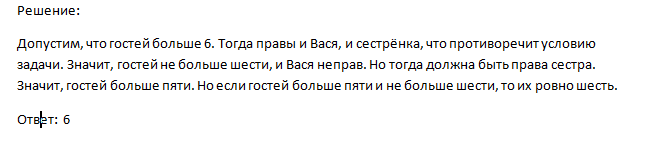 Решение:
Допустим, что гостей больше 6. Тогда правы и Вася, и сестрёнка, что противоречит условию
задачи. Значит, гостей не больше шести, и Вася неправ. Но тогда должна быть права сестра.
Значит, гостей больше пяти. Но если гостей больше пяти и не больше шести, то их ровно шесть.
Ответ: 6